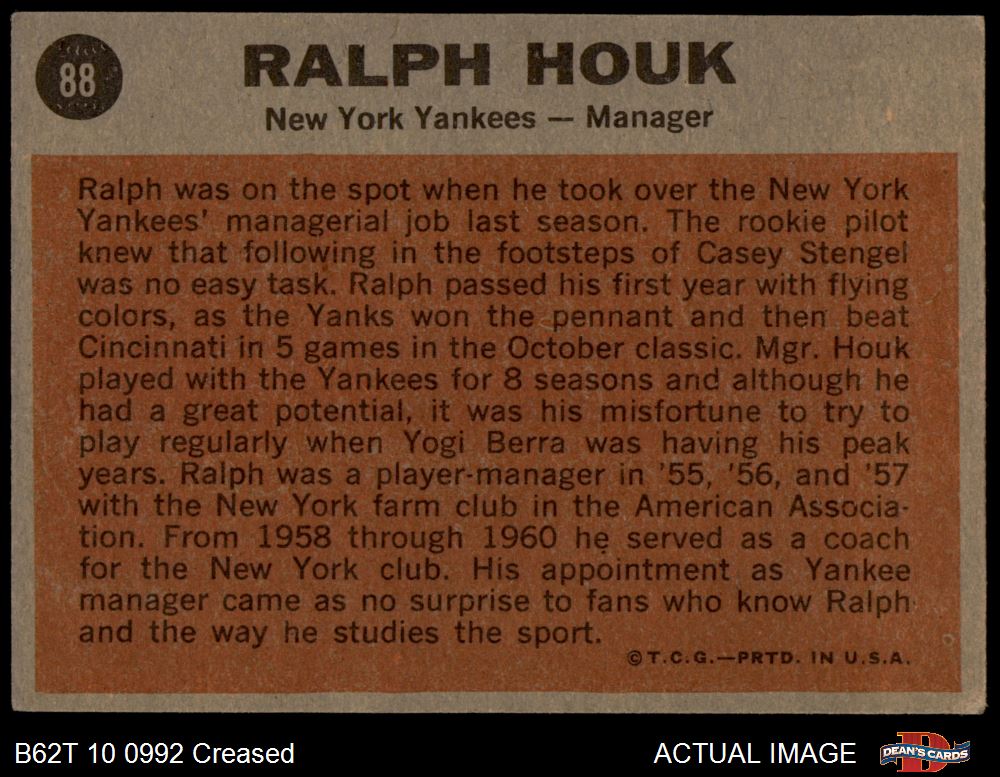 88
RALPH HOUK
New York Yankees — Manager
Ralph was on the spot when he took over the New York
Yankees' managerial job last season. The rookie pilot
knew that following in the footsteps of Casey Stengel
was no easy task. Ralph passed his first year with flying
colors, as the Yanks won the pennant and then beat
Cincinnati in 5 games in the October classic. Mgr. Houk
played with the Yankees for 8 seasons and although he
had a great potential, it was his misfortune to try to
play regularly when Yogi Berra was having his peak
years. Ralph was a player-manager in '55, '56, and '57
with the New York farm club in the American Associa-
tion. From 1958 through 1960 he served as a coach
for the New York club. His appointment as Yankee
manager came as no surprise to fans who know Ralph
and the way he studies the sport.
©T.C.G.—PRTD. IN U.S.A.
B62T 10 0992 Creased
ACTUAL IMAGE
DEAN'S CARDS